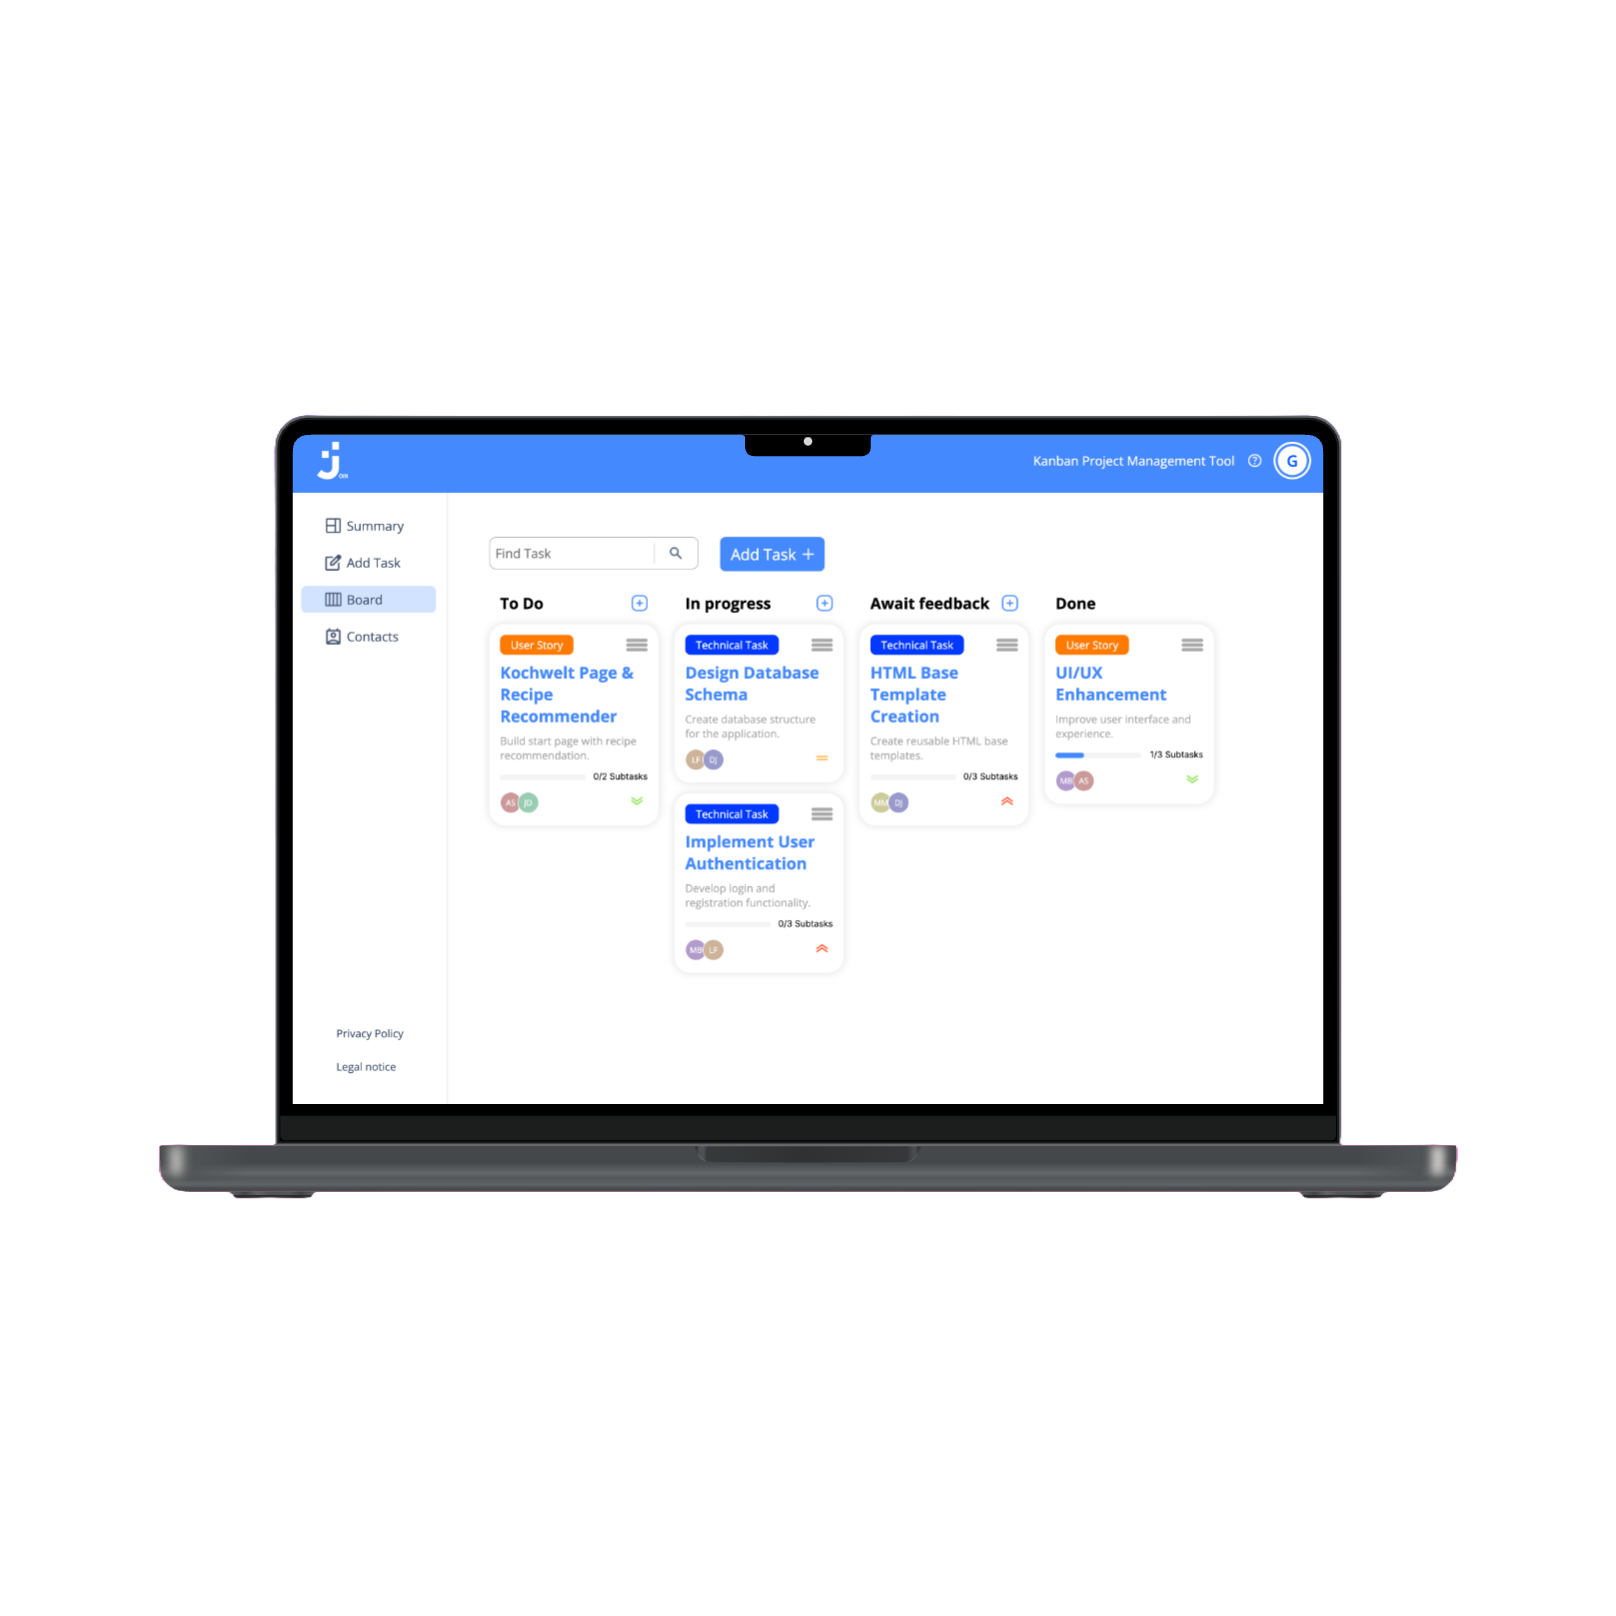 Join
Kanban Project Management Tool
G
Summary
Add Task
Board
Contacts
Privacy Policy
Legal notice
Find Task
Add Task +
To Do
User Story
Kochwelt Page &
Recipe
Recommender
Build start page with recipe
recommendation.
0/2 Subtasks
AS JD
In progress
Technical Task
Design Database
Schema
Create database structure
for the application.
LF DJ
Technical Task
Implement User
Authentication
Develop login and
registration functionality.
0/3 Subtasks
MB LF
Await feedback
Technical Task
HTML Base
Template
Creation
Create reusable HTML base
templates.
0/3 Subtasks
MM DJ
Done
User Story
UI/UX
Enhancement
Improve user interface and
experience.
1/3 Subtasks
MB AS